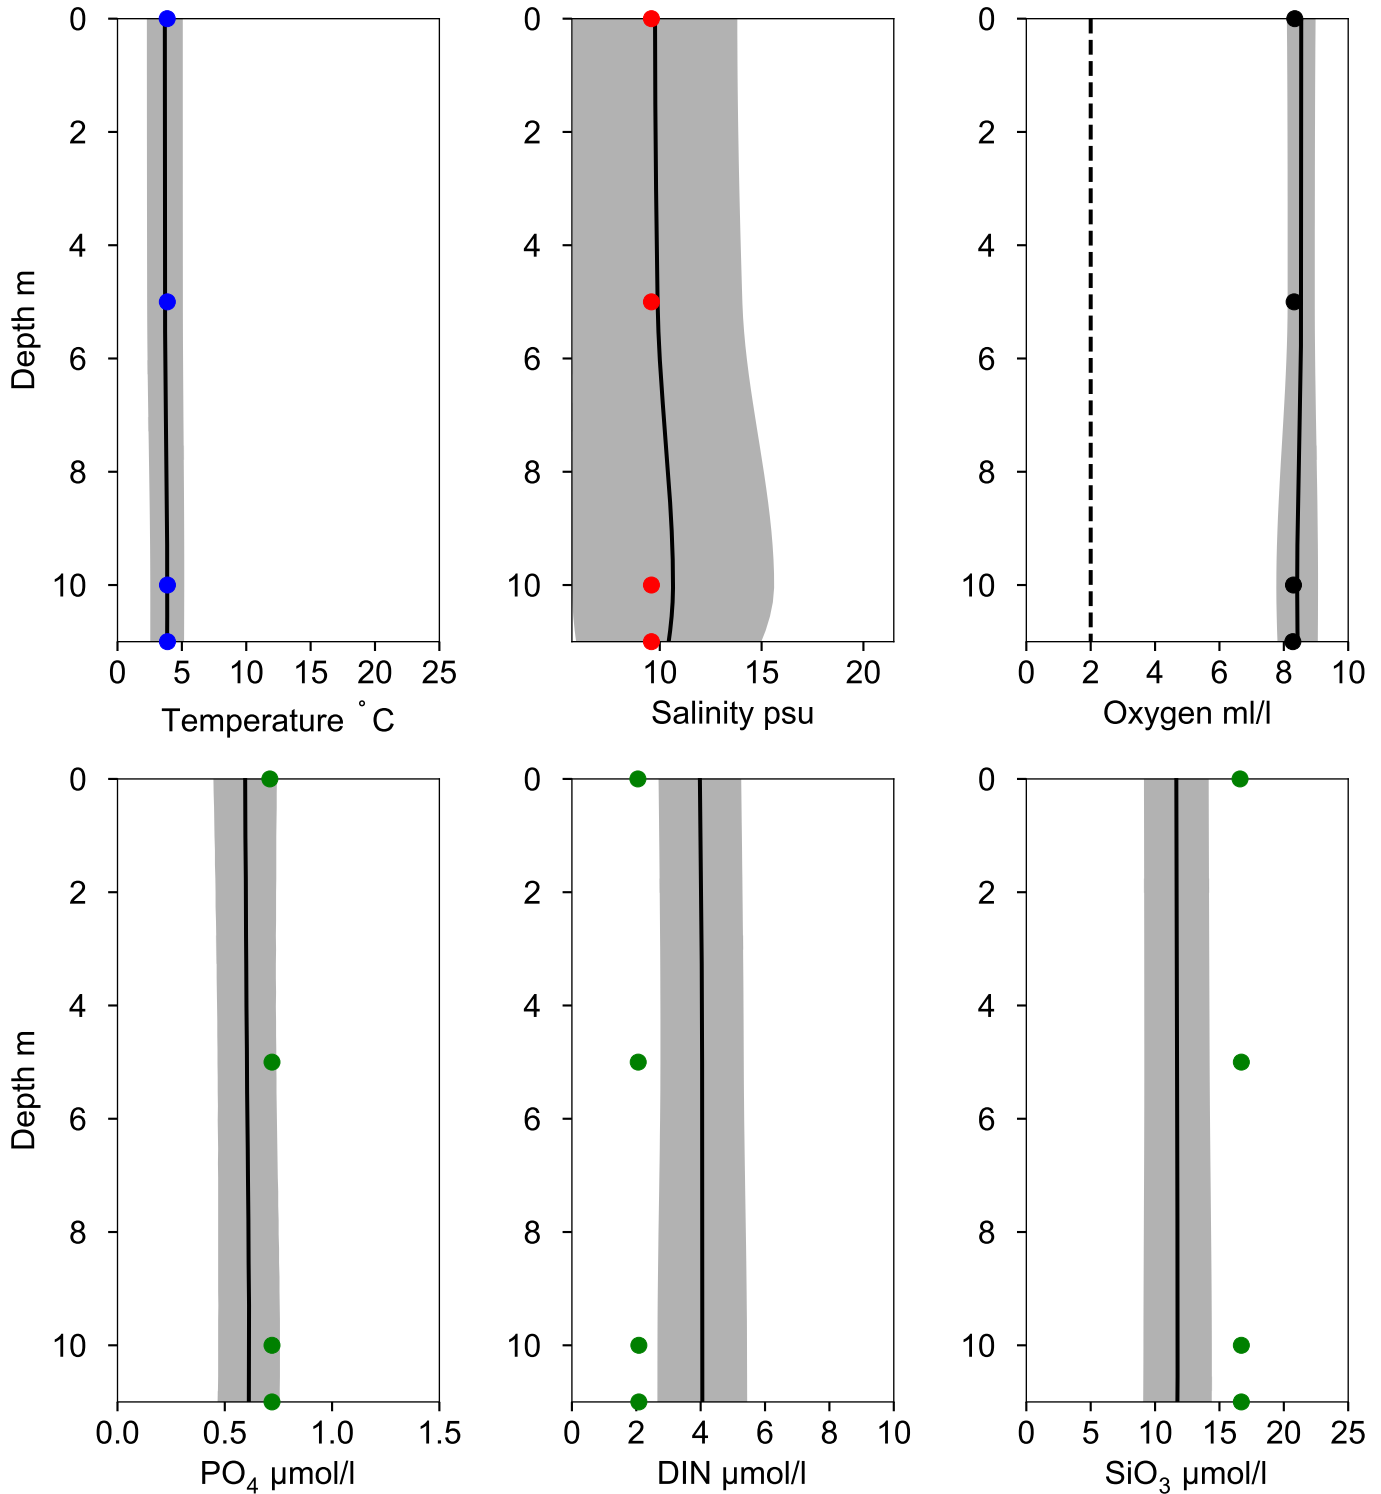 0
2
4
6
8
10
Depth m
0 5 10 15 20 25
Temperature °C
0
2
4
6
8
10
10 15 20
Salinity psu
0
2
4
6
8
10
0 2 4 6 8 10
Oxygen ml/l
0
2
4
6
8
10
Depth m
0.0 0.5 1.0 1.5
PO₄ µmol/l
0
2
4
6
8
10
0 2 4 6 8 10
DIN µmol/l
0
2
4
6
8
10
0 5 10 15 20 25
SiO₃ µmol/l